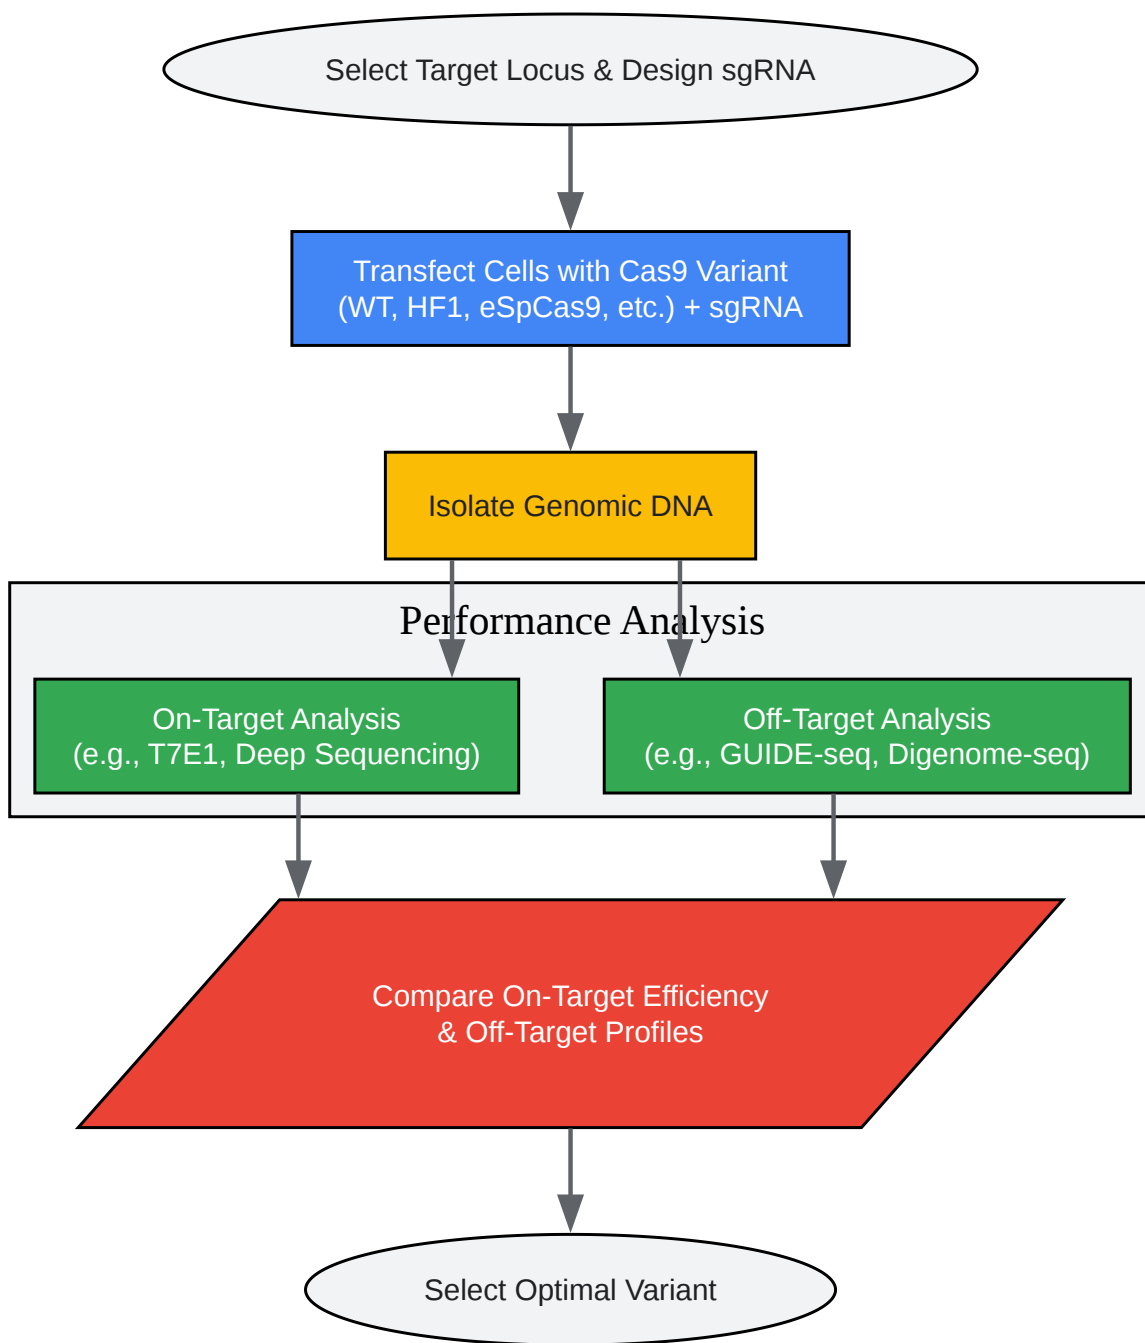 Select Target Locus & Design sgRNA
Transfect Cells with Cas9 Variant
(WT, HF1, eSpCas9, etc.) + sgRNA
Isolate Genomic DNA
Performance Analysis
On-Target Analysis
(e.g., T7E1, Deep Sequencing)
Off-Target Analysis
(e.g., GUIDE-seq, Digenome-seq)
Compare On-Target Efficiency
& Off-Target Profiles
Select Optimal Variant